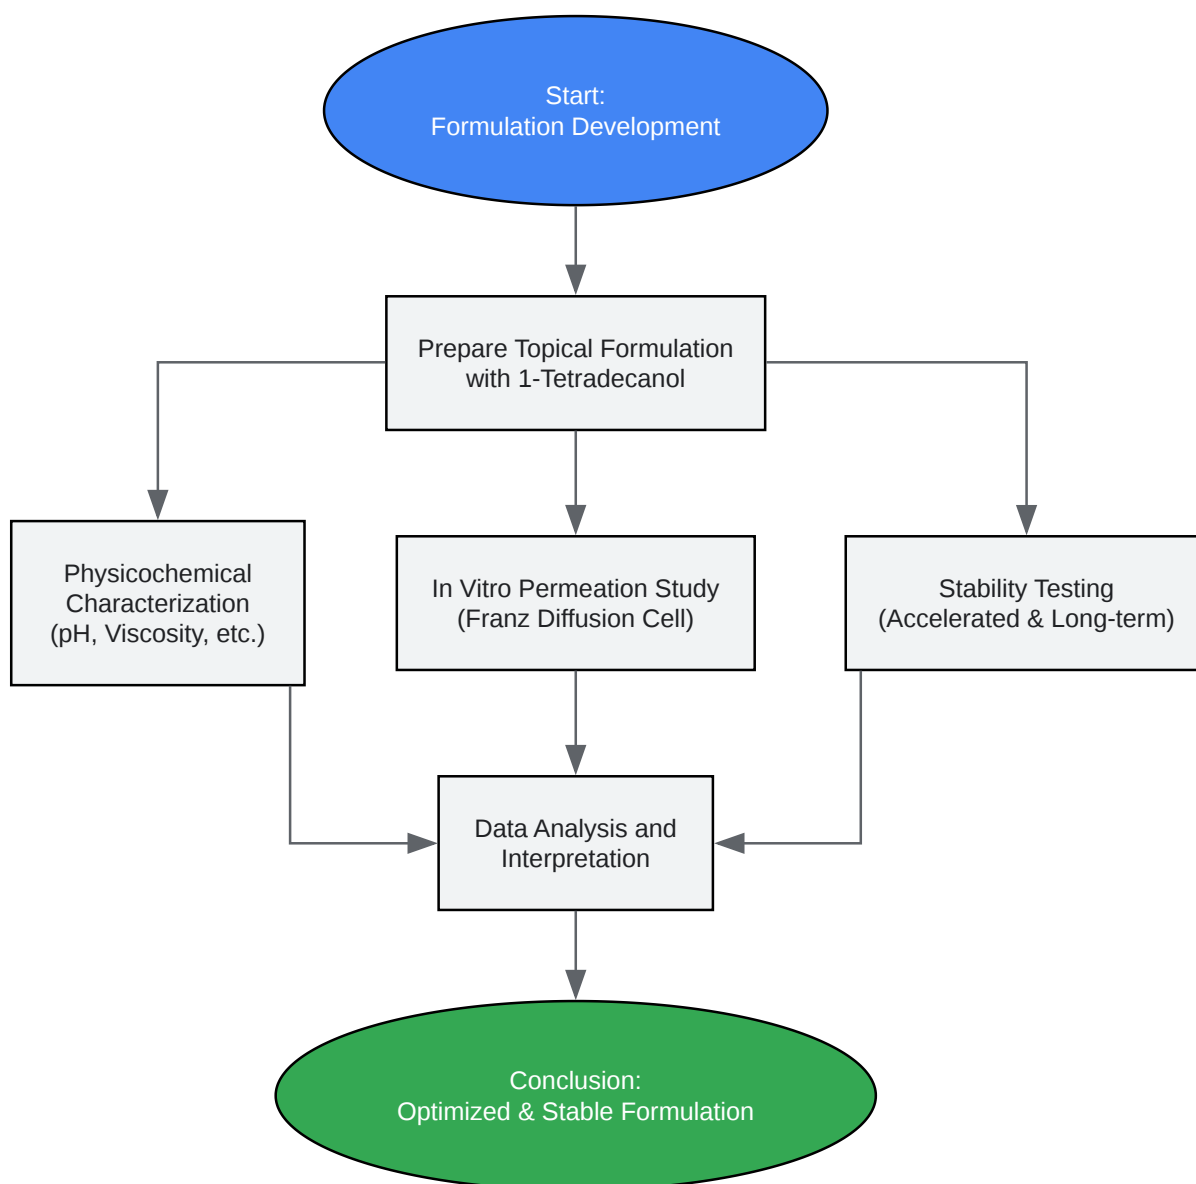 Start:
Formulation Development
Prepare Topical Formulation
with 1-Tetradecanol
Physicochemical
Characterization
(pH, Viscosity, etc.)
In Vitro Permeation Study
(Franz Diffusion Cell)
Stability Testing
(Accelerated & Long-term)
Data Analysis and
Interpretation
Conclusion:
Optimized & Stable Formulation